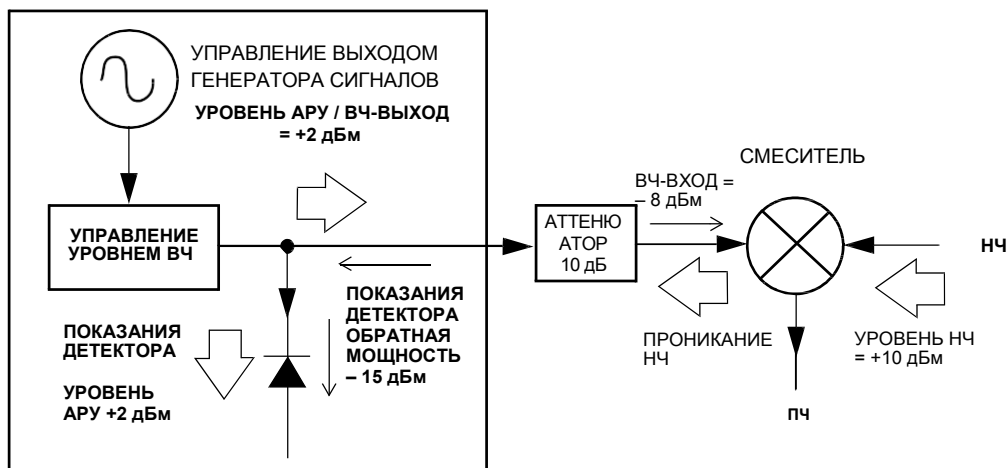 УПРАВЛЕНИЕ ВЫХОДОМ
ГЕНЕРАТОРА СИГНАЛОВ
УРОВЕНЬ АРУ / ВЧ-ВЫХОД
= +2 дБм
УПРАВЛЕНИЕ
УРОВНЕМ ВЧ
ПОКАЗАНИЯ
ДЕТЕКТОРА
УРОВЕНЬ
АРУ +2 дБм
ПОКАЗАНИЯ
ДЕТЕКТОРА
ОБРАТНАЯ
МОЩНОСТЬ
– 15 дБм
АТТЕНЮ
АТОР
10 дБ
ВЧ-ВХОД =
– 8 дБм
СМЕСИТЕЛЬ
ПРОНИКАНИЕ
НЧ
НЧ
УРОВЕНЬ НЧ
= +10 дБм
ПЧ